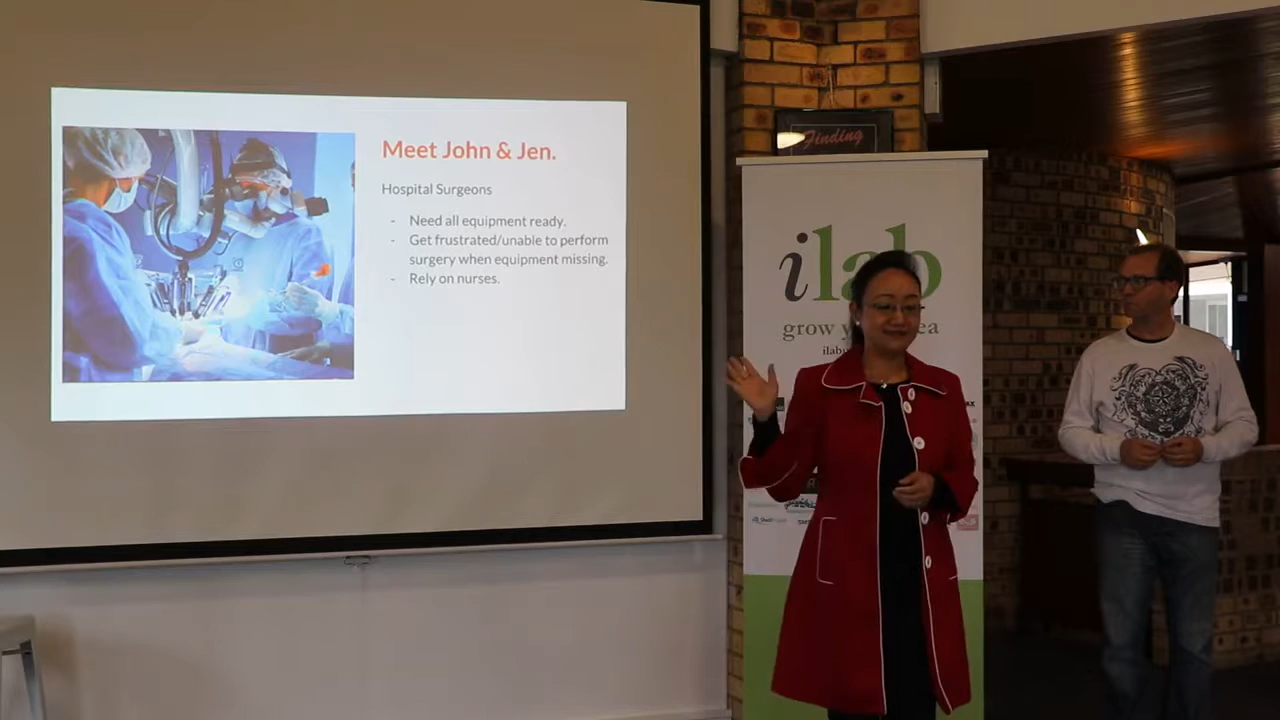 Meet John & Jen.
Hospital Surgeons
- Need all equipment ready.
- Get frustrated/unable to perform
surgery when equipment missing.
- Rely on nurses.
Finding
ilab
grow